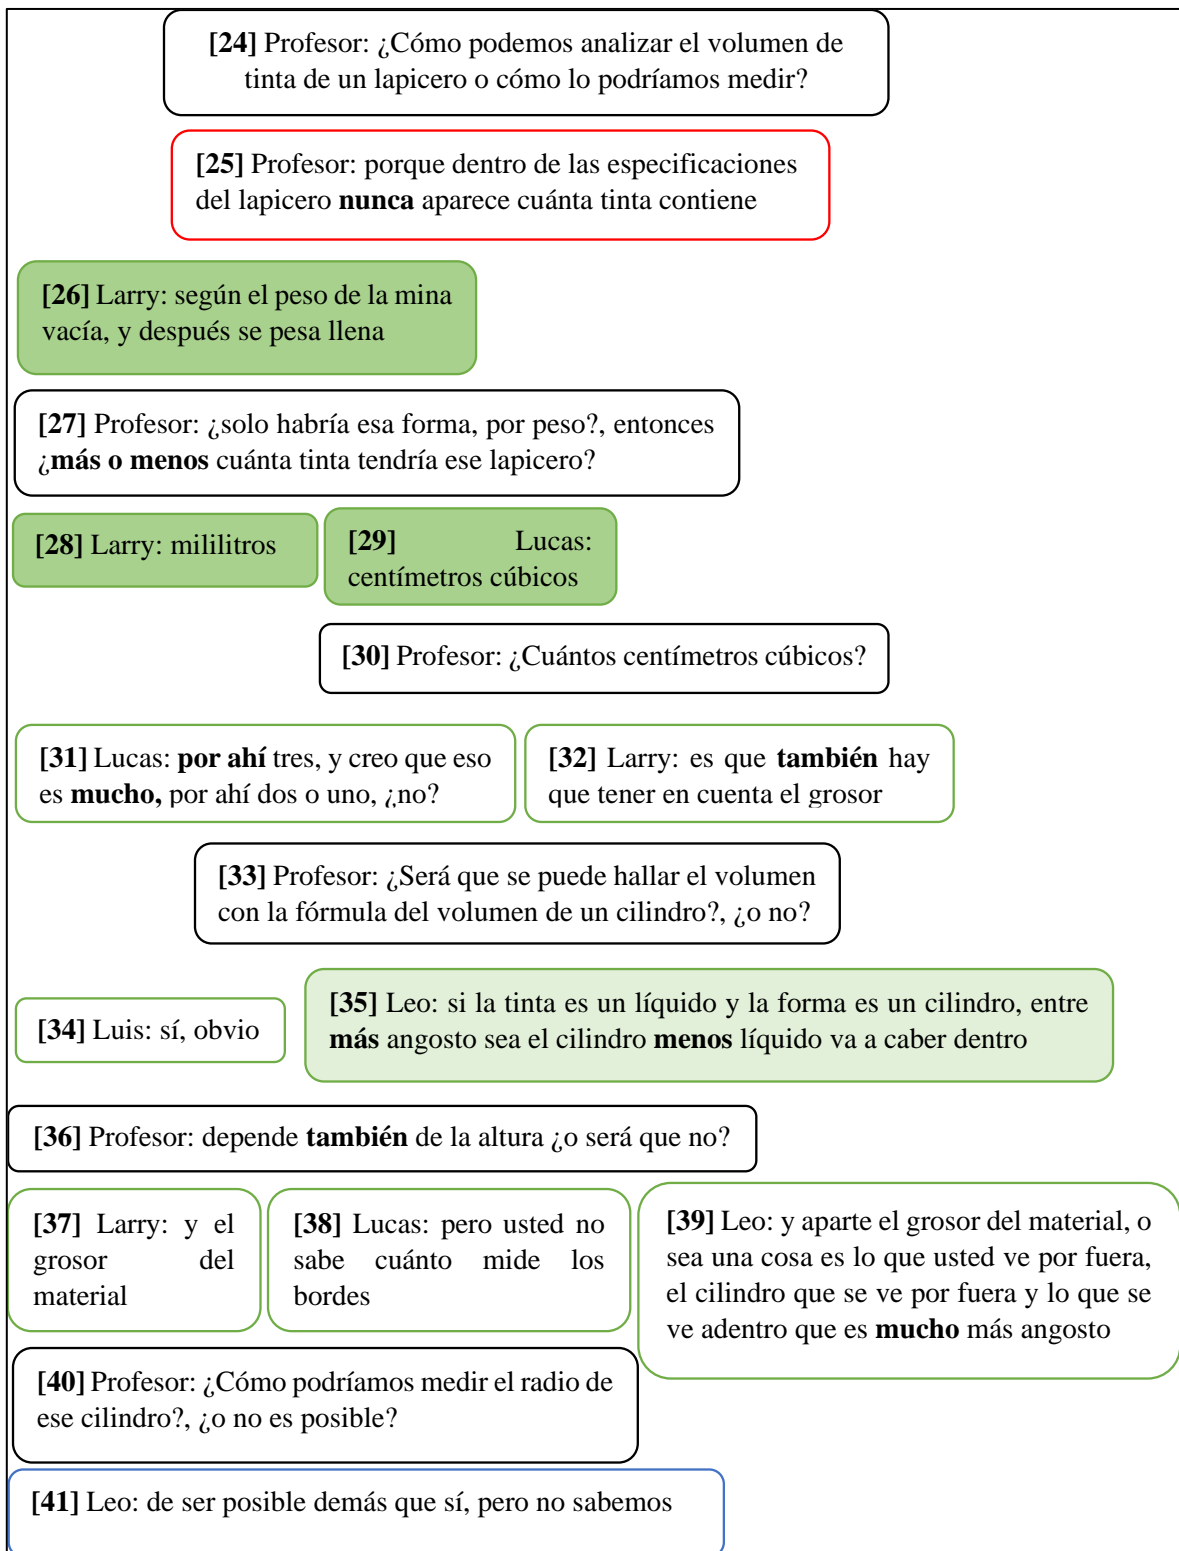 [24] Profesor: ¿Cómo podemos analizar el volumen de
tinta de un lapicero o cómo lo podríamos medir?
[25] Profesor: porque dentro de las especificaciones
del lapicero nunca aparece cuánta tinta contiene
[26] Larry: según el peso de la mina
vacía, y después se pesa llena
[27] Profesor: ¿solo habría esa forma, por peso?, entonces
¿más o menos cuánta tinta tendría ese lapicero?
[28] Larry: mililitros
[29] Lucas:
centímetros cúbicos
[30] Profesor: ¿Cuántos centímetros cúbicos?
[31] Lucas: por ahí tres, y creo que eso
es mucho, por ahí dos o uno, ¿no?
[32] Larry: es que también hay
que tener en cuenta el grosor
[33] Profesor: ¿Será que se puede hallar el volumen
con la fórmula del volumen de un cilindro?, ¿o no?
[34] Luis: sí, obvio
[35] Leo: si la tinta es un líquido y la forma es un cilindro, entre
más angosto sea el cilindro menos líquido va a caber dentro
[36] Profesor: depende también de la altura ¿o será que no?
[37] Larry: y el
grosor del
material
[38] Lucas: pero usted no
sabe cuánto mide los
bordes
[39] Leo: y aparte el grosor del material, o
sea una cosa es lo que usted ve por fuera,
el cilindro que se ve por fuera y lo que se
ve adentro que es mucho más angosto
[40] Profesor: ¿Cómo podríamos medir el radio de
ese cilindro?, ¿o no es posible?
[41] Leo: de ser posible demás que sí, pero no sabemos